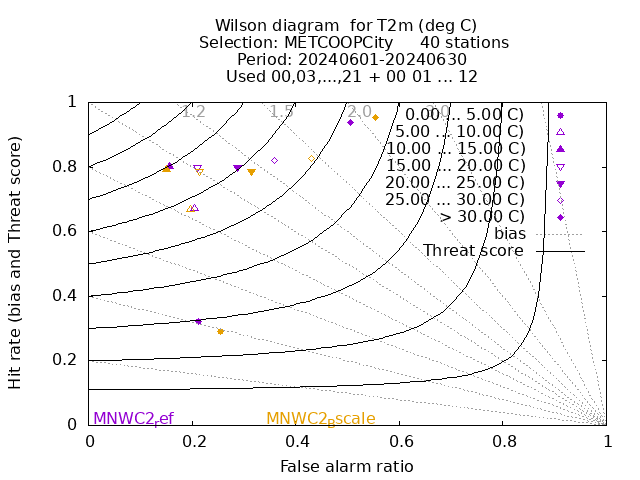 Wilson diagram for T2m (deg C)
Selection: METCOOPCity 40 stations
Period: 20240601-20240630
Used 00,03,...,21 + 00 01 ... 12
Hit rate (bias and Threat score)
1
0.8
0.6
0.4
0.2
0
1.2
1.5
2.0
3.0
0.00 ... 5.00 C)
5.00 ... 10.00 C)
10.00 ... 15.00 C)
15.00 ... 20.00 C)
20.00 ... 25.00 C)
25.00 ... 30.00 C)
> 30.00 C)
bias
Threat score
MNWC2ref
MNWC2Bscale
0 0.2 0.4 0.6 0.8 1
False alarm ratio